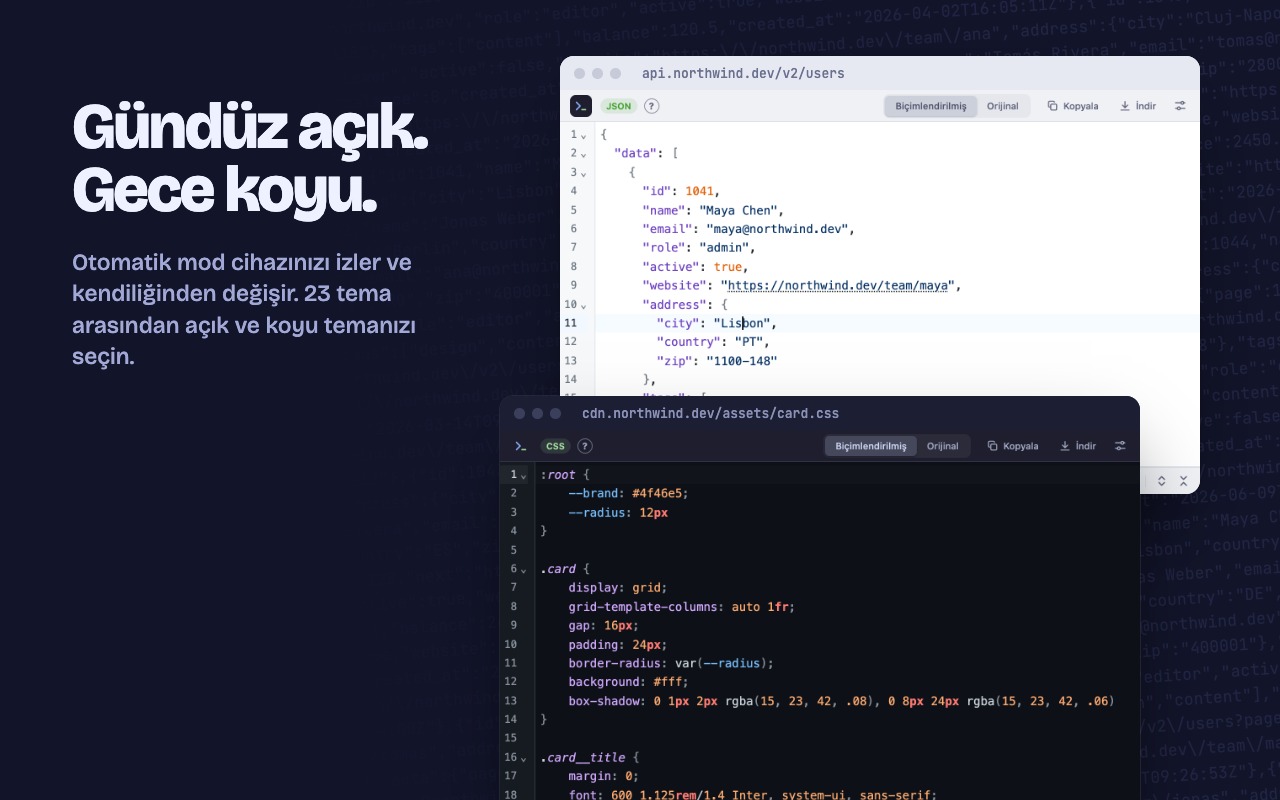 Gündüz açık.
Gece koyu.
Otomatik mod cihazınızı izler ve
kendiliğinden değişir. 23 tema
arasından açık ve koyu temanızı
seçin.
api.northwind.dev/v2/users
JSON ? Biçimlendirilmiş Orijinal Kopyala İndir
1 {
2 "data": [
3 {
4 "id": 1041,
5 "name": "Maya Chen",
6 "email": "maya@northwind.dev",
7 "role": "admin",
8 "active": true,
9 "website": "https://northwind.dev/team/maya",
10 "address": {
11 "city": "Lisbon",
12 "country": "PT",
13 "zip": "1100-148"
14 },
cdn.northwind.dev/assets/card.css
CSS ? Biçimlendirilmiş Orijinal Kopyala İndir
1 :root {
2 --brand: #4f46e5;
3 --radius: 12px
4 }
5
6 .card {
7 display: grid;
8 grid-template-columns: auto 1fr;
9 gap: 16px;
10 padding: 24px;
11 border-radius: var(--radius);
12 background: #fff;
13 box-shadow: 0 1px 2px rgba(15, 23, 42, .08), 0 8px 24px rgba(15, 23, 42, .06)
14 }
15
16 .card__title {
17 margin: 0;
18 font: 600 1.125rem/1.4 Inter, system-ui, sans-serif;